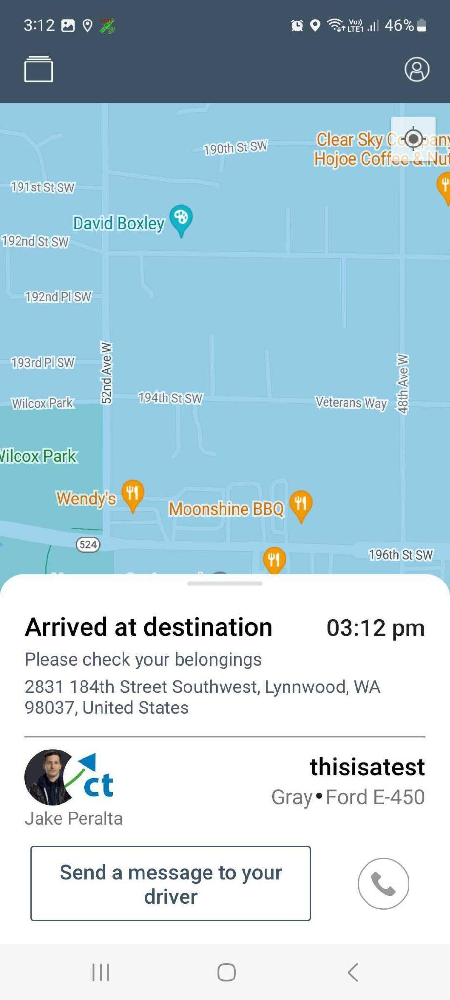 3:12
Vo))
LTE1
46%
190th St SW
Clear Sky Company
Hojoe Coffee & Nut
191st St SW
David Boxley
192nd St SW
192nd Pl SW
52nd Ave W
193rd Pl SW
48th Ave W
194th St SW
Wilcox Park
Veterans Way
Wilcox Park
Wendy's
Moonshine BBQ
524
196th St SW
Arrived at destination
03:12 pm
Please check your belongings
2831 184th Street Southwest, Lynnwood, WA
98037, United States
ct
thisisatest
Gray•Ford E-450
Jake Peralta
Send a message to your
driver